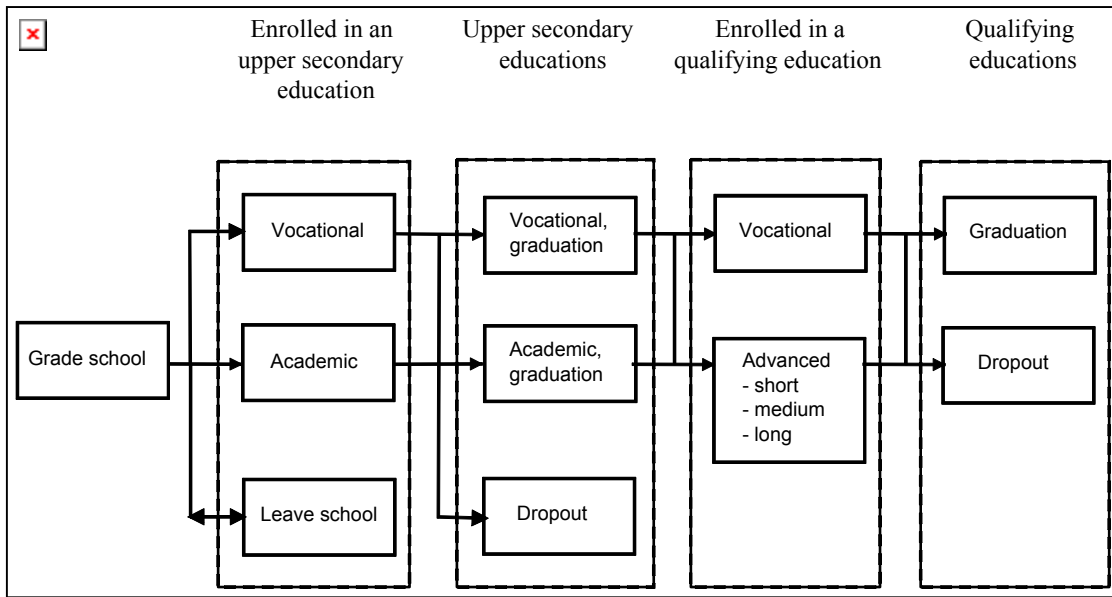 Enrolled in an
upper secondary
education
Upper secondary
educations
Enrolled in a
qualifying education
Qualifying
educations
Grade school
Vocational
Academic
Leave school
Vocational,
graduation
Academic,
graduation
Dropout
Vocational
Advanced
- short
- medium
- long
Graduation
Dropout